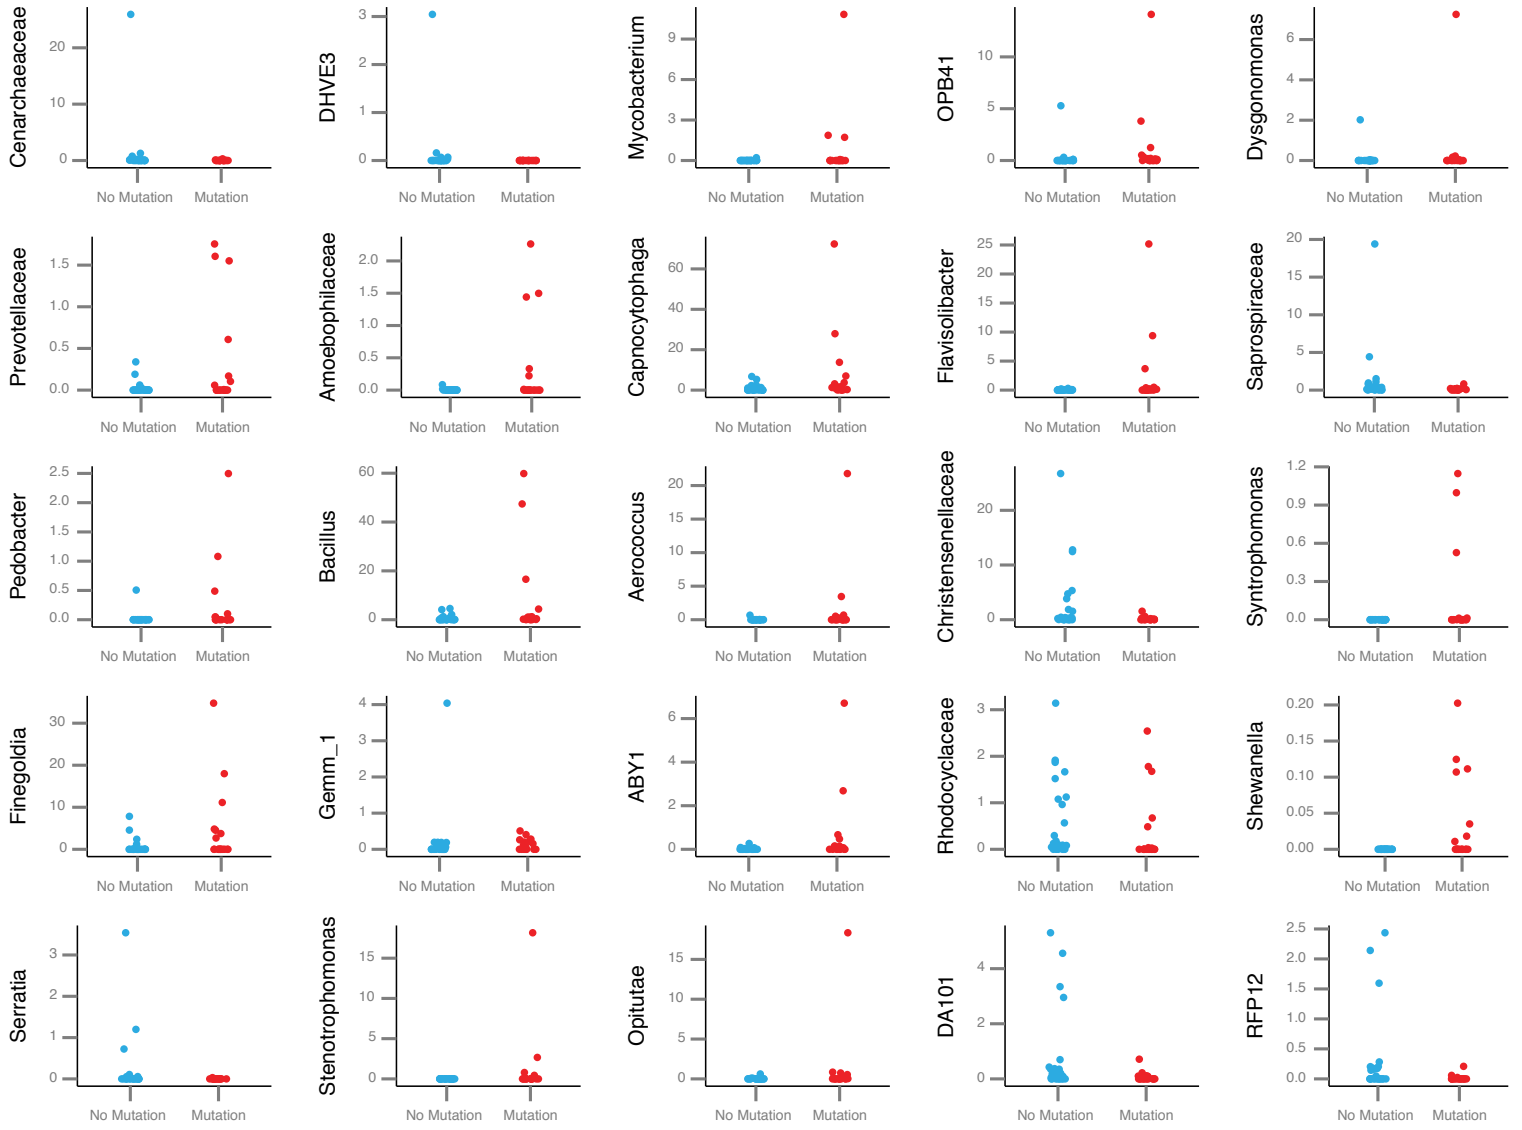 Cenarchaeaceae
20
10
0
No Mutation Mutation
DHVE3
3
2
1
0
No Mutation Mutation
Mycobacterium
9
6
3
0
No Mutation Mutation
OPB41
10
5
0
No Mutation Mutation
Dysgonomonas
6
4
2
0
No Mutation Mutation
Prevotellaceae
1.5
1.0
0.5
0.0
No Mutation Mutation
Amoebophilaceae
2.0
1.5
1.0
0.5
0.0
No Mutation Mutation
Capnocytophaga
60
40
20
0
No Mutation Mutation
Flavisolibacter
25
20
15
10
5
0
No Mutation Mutation
Saprospiraceae
20
15
10
5
0
No Mutation Mutation
Pedobacter
2.5
2.0
1.5
1.0
0.5
0.0
No Mutation Mutation
Bacillus
60
40
20
0
No Mutation Mutation
Aerococcus
20
15
10
5
0
No Mutation Mutation
Christensenellaceae
20
10
0
No Mutation Mutation
Syntrophomonas
1.2
0.9
0.6
0.3
0.0
No Mutation Mutation
Finegoldia
30
20
10
0
No Mutation Mutation
Gemm_1
4
3
2
1
0
No Mutation Mutation
ABY1
6
4
2
0
No Mutation Mutation
Rhodocyclaceae
3
2
1
0
No Mutation Mutation
Shewanella
0.20
0.15
0.10
0.05
0.00
No Mutation Mutation
Serratia
3
2
1
0
No Mutation Mutation
Stenotrophomonas
15
10
5
0
No Mutation Mutation
Opitutae
15
10
5
0
No Mutation Mutation
DA101
4
2
0
No Mutation Mutation
RFP12
2.5
2.0
1.5
1.0
0.5
0.0
No Mutation Mutation